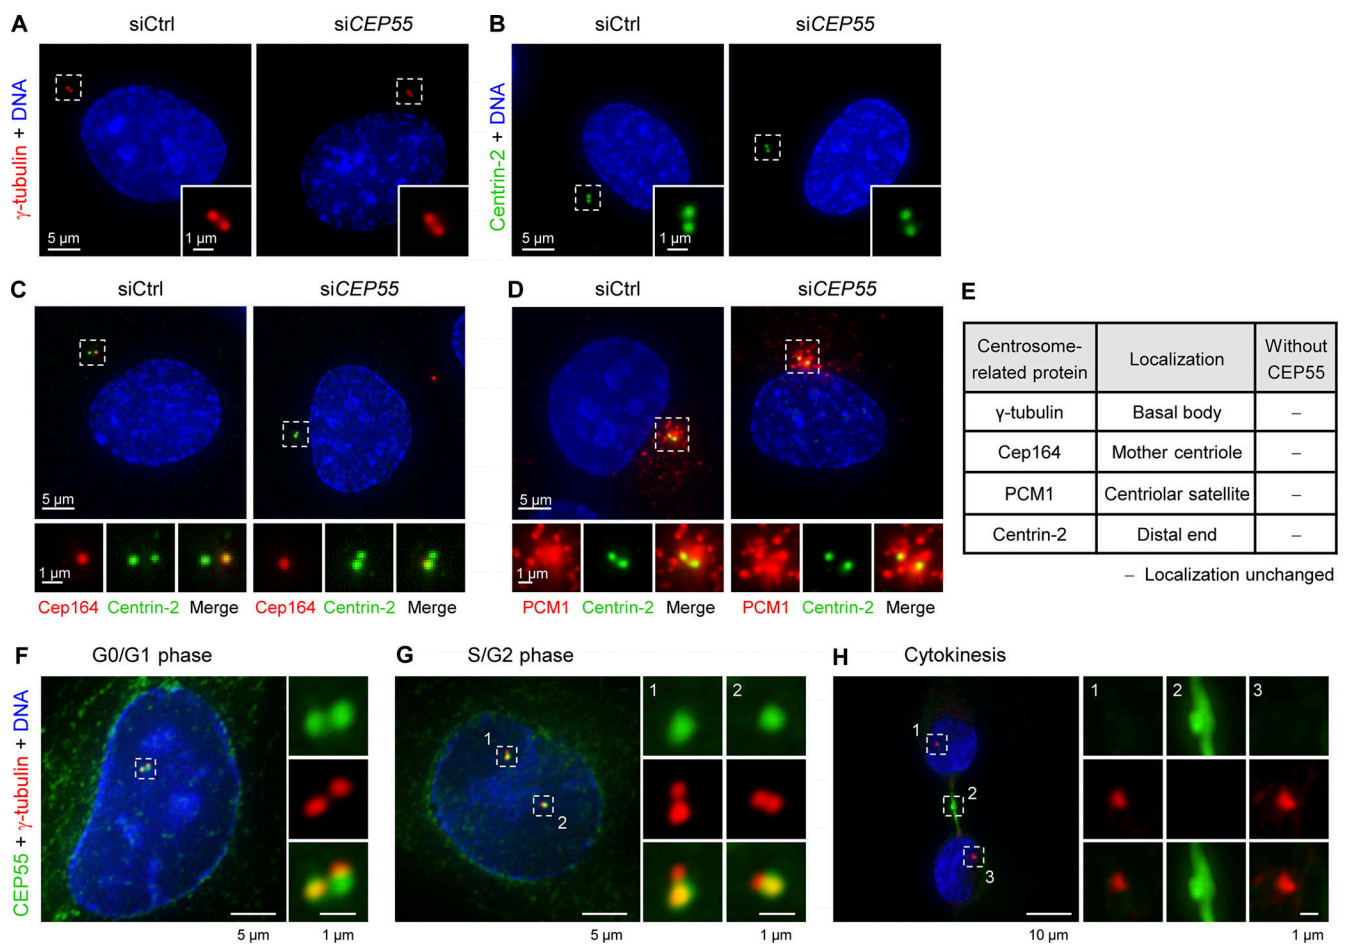 A
siCtrl
siCEP55
γ-tubulin + DNA
5 µm
1 µm
B
siCtrl
siCEP55
Centrin-2 + DNA
5 µm
1 µm
C
siCtrl
siCEP55
5 µm
1 µm
Cep164 Centrin-2 Merge
Cep164 Centrin-2 Merge
D
siCtrl
siCEP55
5 µm
1 µm
PCM1 Centrin-2 Merge
PCM1 Centrin-2 Merge
E
Centrosome-
related protein
Localization
Without
CEP55
γ-tubulin Basal body –
Cep164 Mother centriole –
PCM1 Centriolar satellite –
Centrin-2 Distal end –
– Localization unchanged
CEP55 + γ-tubulin + DNA
F
G0/G1 phase
5 µm
1 µm
G
S/G2 phase
1
2
1
2
5 µm
1 µm
H
Cytokinesis
1
2
3
1
2
3
10 µm
1 µm